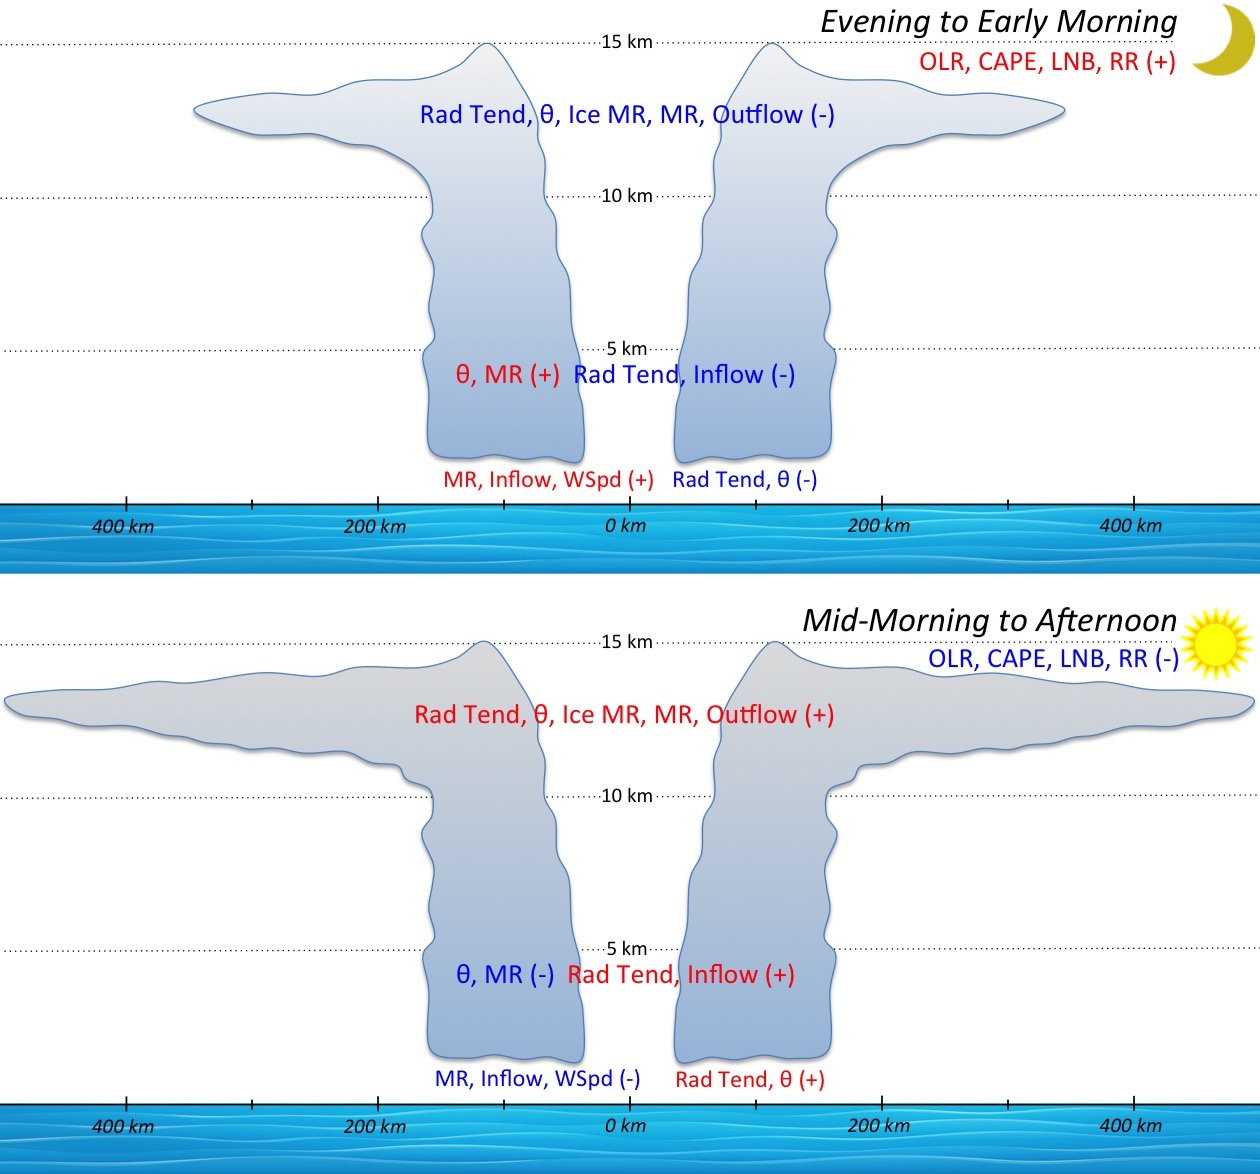 Evening to Early Morning
15 km
OLR, CAPE, LNB, RR (+)
Rad Tend, θ, Ice MR, MR, Outflow (-)
10 km
5 km
θ, MR (+) Rad Tend, Inflow (-)
MR, Inflow, WSpd (+) Rad Tend, θ (-)
400 km 200 km 0 km 200 km 400 km
Mid-Morning to Afternoon
15 km
OLR, CAPE, LNB, RR (-)
Rad Tend, θ, Ice MR, MR, Outflow (+)
10 km
5 km
θ, MR (-) Rad Tend, Inflow (+)
MR, Inflow, WSpd (-) Rad Tend, θ (+)
400 km 200 km 0 km 200 km 400 km